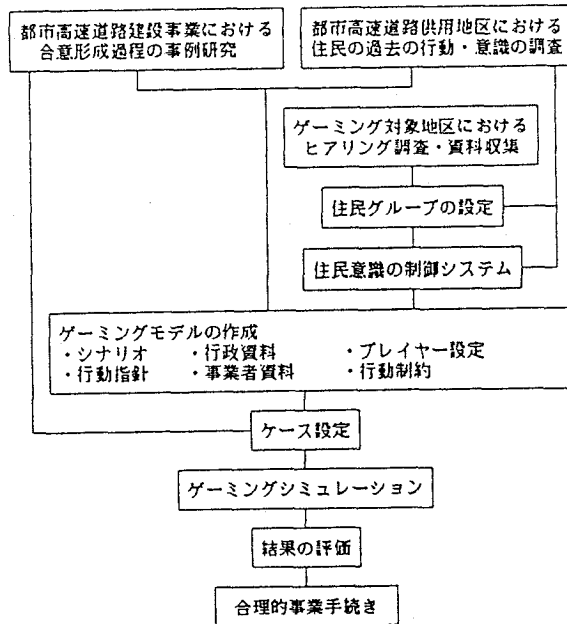 都市高速道路建設事業における
合意形成過程の事例研究
都市高速道路供用地区における
住民の過去の行動・意識の調査
ゲーミング対象地区における
ヒアリング調査・資料収集
住民グループの設定
住民意識の制御システム
ゲーミングモデルの作成
・シナリオ ・行政資料 ・プレイヤー設定
・行動指針 ・事業者資料 ・行動制約
ケース設定
ゲーミングシミュレーション
結果の評価
合理的事業手続き